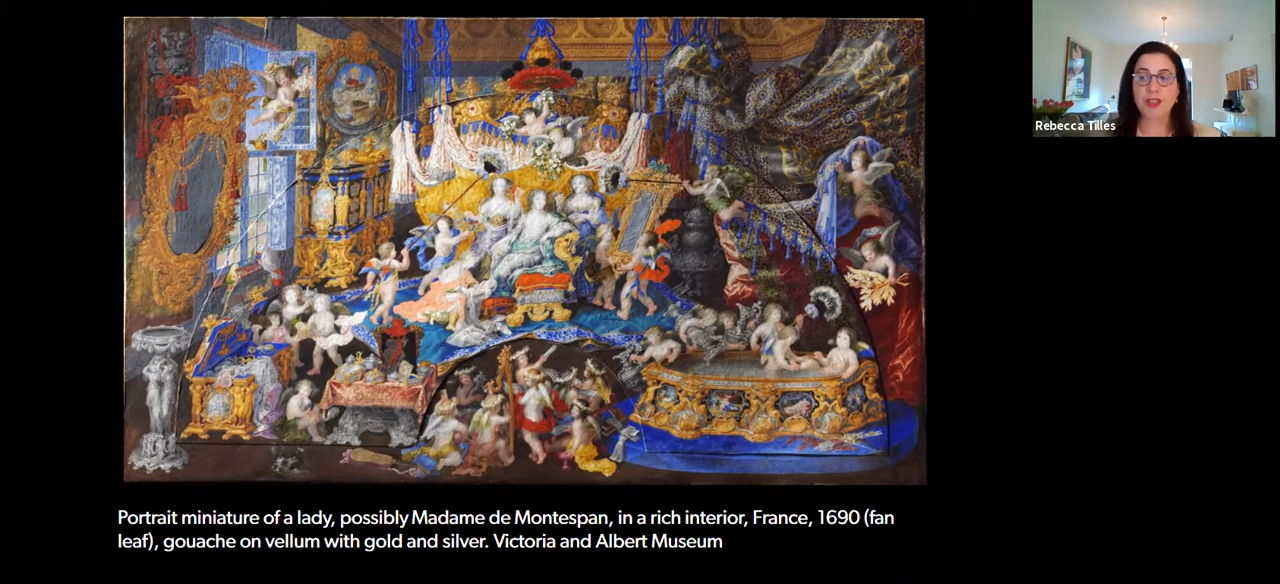 Rebecca Tilles
Portrait miniature of a lady, possibly Madame de Montespan, in a rich interior, France, 1690 (fan
leaf), gouache on vellum with gold and silver. Victoria and Albert Museum